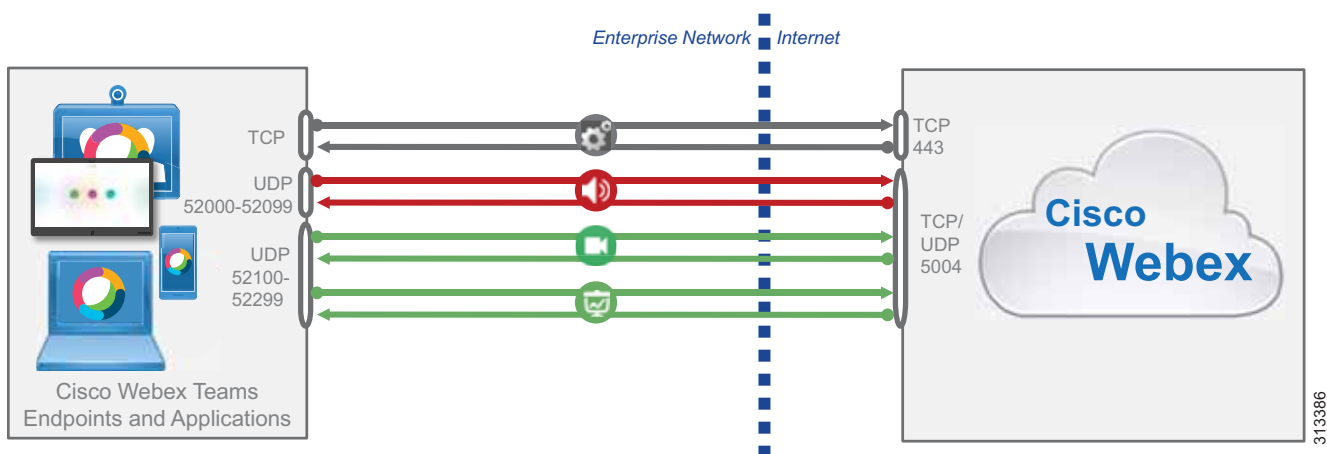 Enterprise Network
Internet
TCP
UDP
52000-52099
UDP
52100-
52299
TCP
443
TCP/
UDP
5004
Cisco
Webex
Cisco Webex Teams
Endpoints and Applications
313386